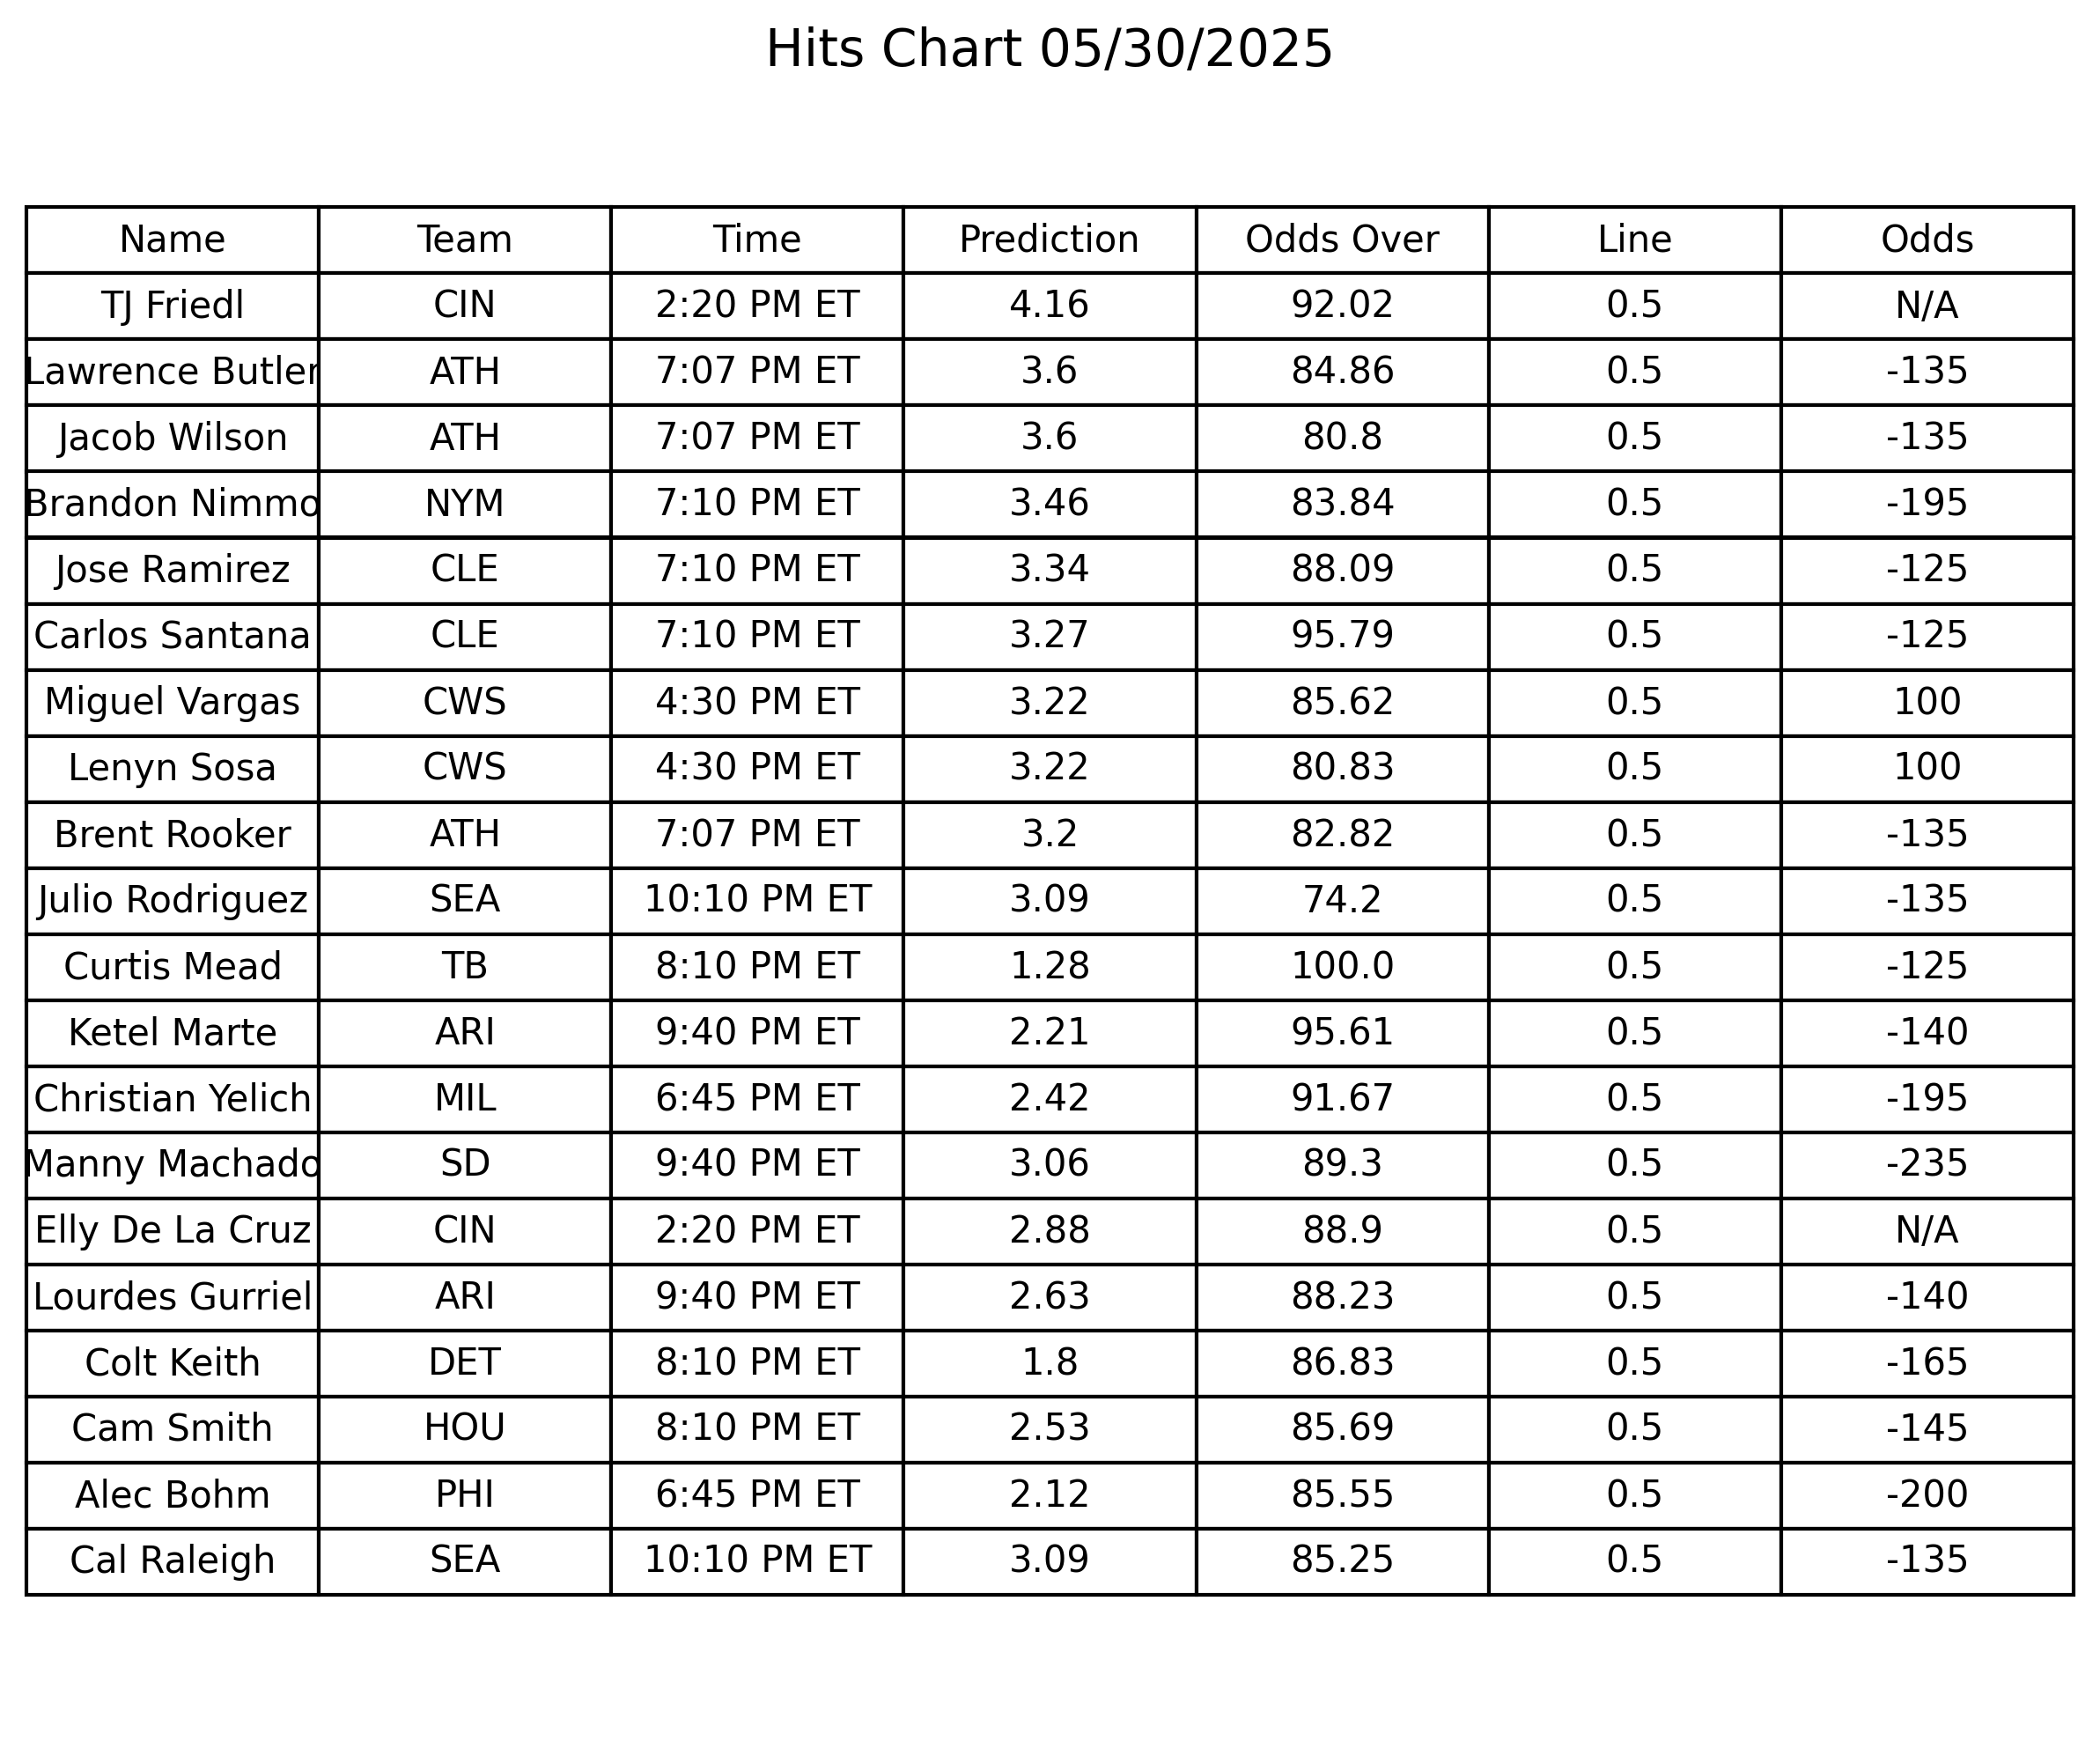 Hits Chart 05/30/2025
Name Team Time Prediction Odds Over Line Odds
TJ Friedl CIN 2:20 PM ET 4.16 92.02 0.5 N/A
Lawrence Butler ATH 7:07 PM ET 3.6 84.86 0.5 -135
Jacob Wilson ATH 7:07 PM ET 3.6 80.8 0.5 -135
Brandon Nimmo NYM 7:10 PM ET 3.46 83.84 0.5 -195
Jose Ramirez CLE 7:10 PM ET 3.34 88.09 0.5 -125
Carlos Santana CLE 7:10 PM ET 3.27 95.79 0.5 -125
Miguel Vargas CWS 4:30 PM ET 3.22 85.62 0.5 100
Lenyn Sosa CWS 4:30 PM ET 3.22 80.83 0.5 100
Brent Rooker ATH 7:07 PM ET 3.2 82.82 0.5 -135
Julio Rodriguez SEA 10:10 PM ET 3.09 74.2 0.5 -135
Curtis Mead TB 8:10 PM ET 1.28 100.0 0.5 -125
Ketel Marte ARI 9:40 PM ET 2.21 95.61 0.5 -140
Christian Yelich MIL 6:45 PM ET 2.42 91.67 0.5 -195
Manny Machado SD 9:40 PM ET 3.06 89.3 0.5 -235
Elly De La Cruz CIN 2:20 PM ET 2.88 88.9 0.5 N/A
Lourdes Gurriel ARI 9:40 PM ET 2.63 88.23 0.5 -140
Colt Keith DET 8:10 PM ET 1.8 86.83 0.5 -165
Cam Smith HOU 8:10 PM ET 2.53 85.69 0.5 -145
Alec Bohm PHI 6:45 PM ET 2.12 85.55 0.5 -200
Cal Raleigh SEA 10:10 PM ET 3.09 85.25 0.5 -135